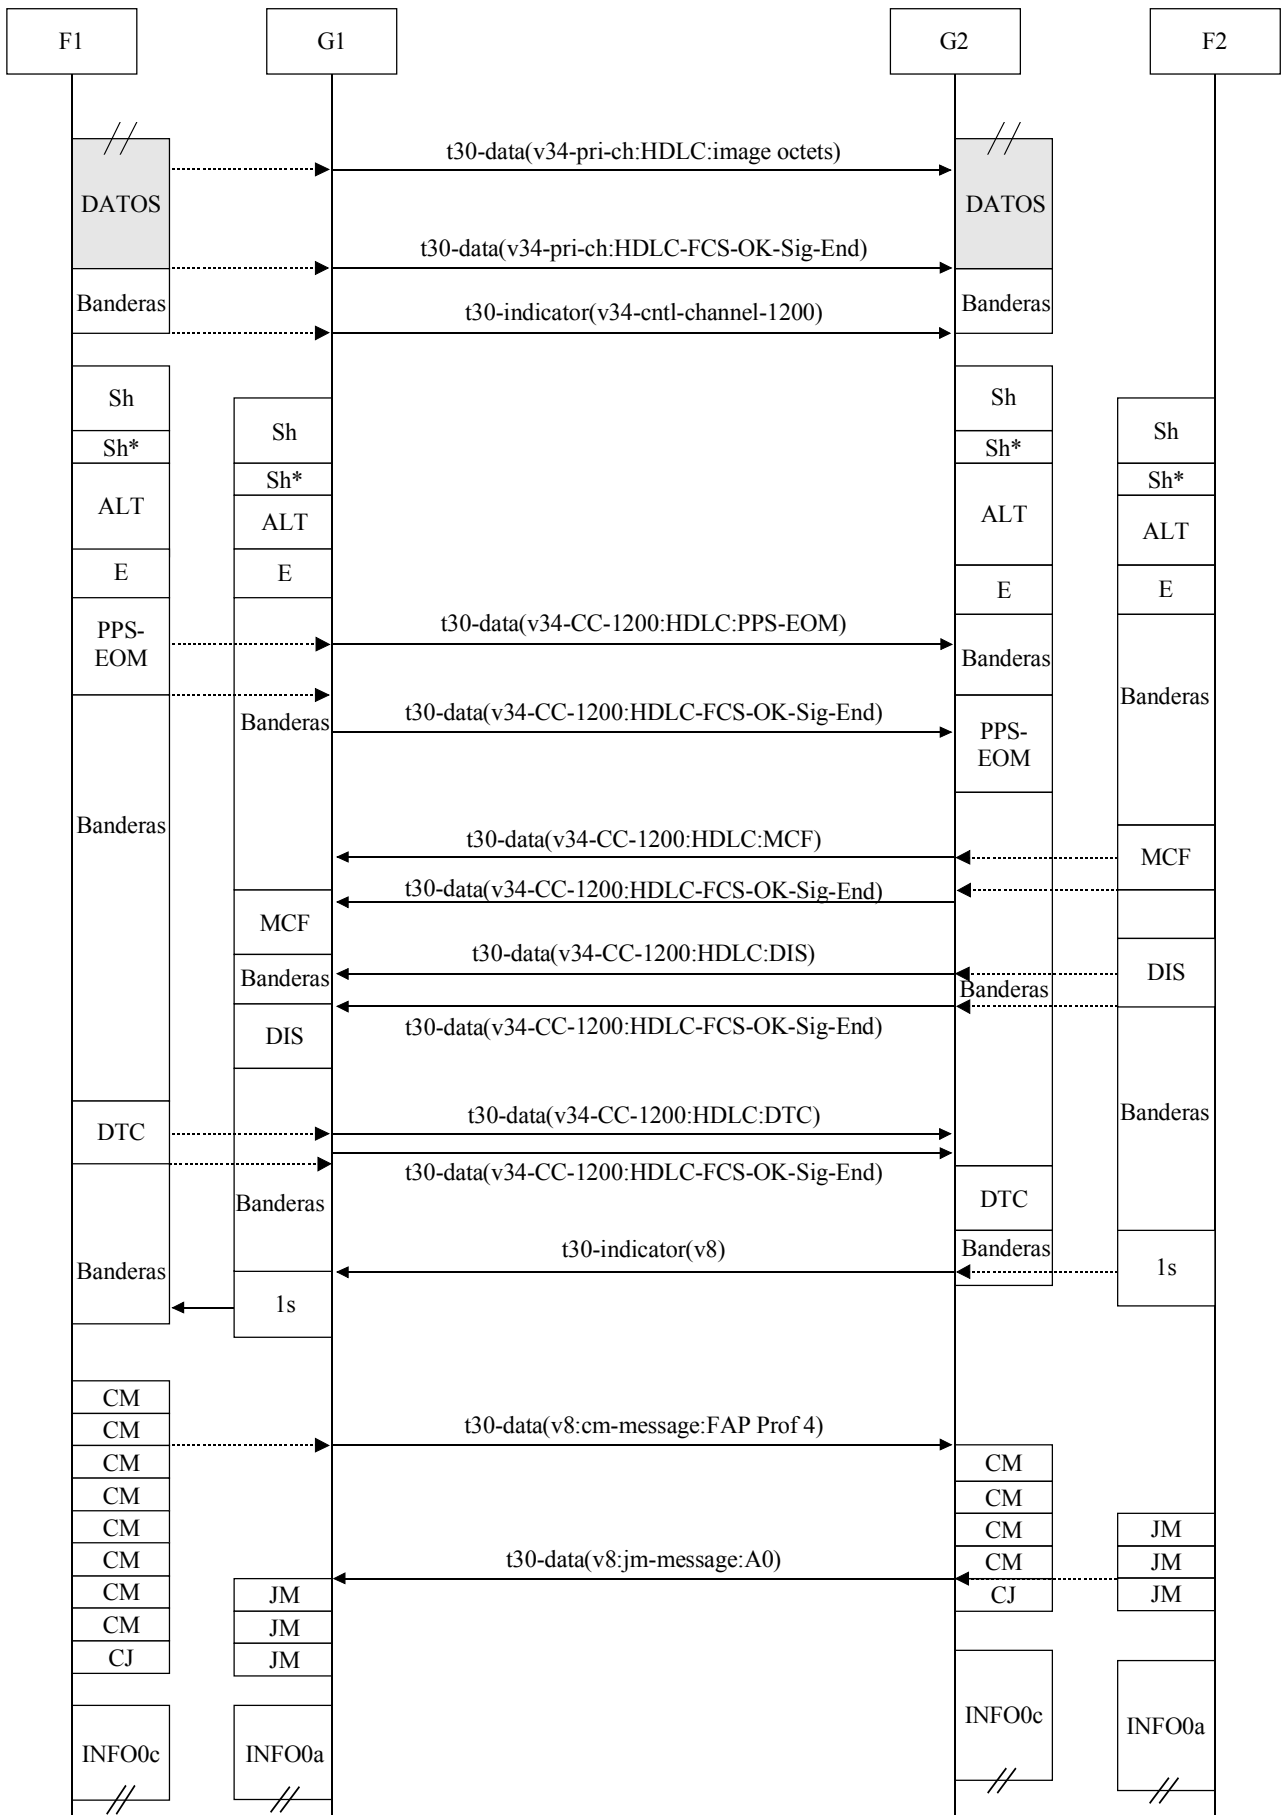 F1
G1
G2
F2
t30-data(v34-pri-ch:HDLC:image octets)
DATOS
DATOS
t30-data(v34-pri-ch:HDLC-FCS-OK-Sig-End)
Banderas
Banderas
t30-indicator(v34-cntl-channel-1200)
Sh
Sh
Sh
Sh
Sh*
Sh*
Sh*
Sh*
ALT
ALT
ALT
ALT
E
E
E
E
t30-data(v34-CC-1200:HDLC:PPS-EOM)
PPS-
EOM
Banderas
Banderas
t30-data(v34-CC-1200:HDLC-FCS-OK-Sig-End)
Banderas
PPS-
EOM
Banderas
t30-data(v34-CC-1200:HDLC:MCF)
MCF
t30-data(v34-CC-1200:HDLC-FCS-OK-Sig-End)
MCF
t30-data(v34-CC-1200:HDLC:DIS)
DIS
Banderas
Banderas
t30-data(v34-CC-1200:HDLC-FCS-OK-Sig-End)
DIS
t30-data(v34-CC-1200:HDLC:DTC)
Banderas
DTC
t30-data(v34-CC-1200:HDLC-FCS-OK-Sig-End)
Banderas
DTC
t30-indicator(v8)
Banderas
Banderas
1s
1s
CM
CM
t30-data(v8:cm-message:FAP Prof 4)
CM
CM
CM
CM
CM
CM
JM
CM
t30-data(v8:jm-message:A0)
CM
JM
CM
JM
CJ
JM
CM
JM
CJ
JM
INFO0c
INFO0a
INFO0c
INFO0a